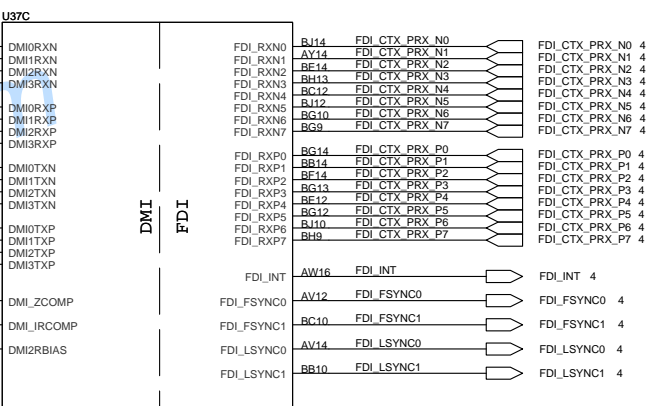 U37C
DMI0RXN
DMI1RXN
DMI2RXN
DMI3RXN
DMI0RXP
DMI1RXP
DMI2RXP
DMI3RXP
DMI0TXN
DMI1TXN
DMI2TXN
DMI3TXN
DMI0TXP
DMI1TXP
DMI2TXP
DMI3TXP
DMI_ZCOMP
DMI_IRCOMP
DMI2RBIAS
DMI
FDI
FDI_RXN0 BJ14 FDI_CTX_PRX_N0 FDI_CTX_PRX_N0 4
FDI_RXN1 AY14 FDI_CTX_PRX_N1 FDI_CTX_PRX_N1 4
FDI_RXN2 BE14 FDI_CTX_PRX_N2 FDI_CTX_PRX_N2 4
FDI_RXN3 BH13 FDI_CTX_PRX_N3 FDI_CTX_PRX_N3 4
FDI_RXN4 BC12 FDI_CTX_PRX_N4 FDI_CTX_PRX_N4 4
FDI_RXN5 BJ12 FDI_CTX_PRX_N5 FDI_CTX_PRX_N5 4
FDI_RXN6 BG10 FDI_CTX_PRX_N6 FDI_CTX_PRX_N6 4
FDI_RXN7 BG9 FDI_CTX_PRX_N7 FDI_CTX_PRX_N7 4
FDI_RXP0 BG14 FDI_CTX_PRX_P0 FDI_CTX_PRX_P0 4
FDI_RXP1 BB14 FDI_CTX_PRX_P1 FDI_CTX_PRX_P1 4
FDI_RXP2 BF14 FDI_CTX_PRX_P2 FDI_CTX_PRX_P2 4
FDI_RXP3 BG13 FDI_CTX_PRX_P3 FDI_CTX_PRX_P3 4
FDI_RXP4 BE12 FDI_CTX_PRX_P4 FDI_CTX_PRX_P4 4
FDI_RXP5 BG12 FDI_CTX_PRX_P5 FDI_CTX_PRX_P5 4
FDI_RXP6 BJ10 FDI_CTX_PRX_P6 FDI_CTX_PRX_P6 4
FDI_RXP7 BH9 FDI_CTX_PRX_P7 FDI_CTX_PRX_P7 4
FDI_INT AW16 FDI_INT FDI_INT 4
FDI_FSYNC0 AV12 FDI_FSYNC0 FDI_FSYNC0 4
FDI_FSYNC1 BC10 FDI_FSYNC1 FDI_FSYNC1 4
FDI_LSYNC0 AV14 FDI_LSYNC0 FDI_LSYNC0 4
FDI_LSYNC1 BB10 FDI_LSYNC1 FDI_LSYNC1 4